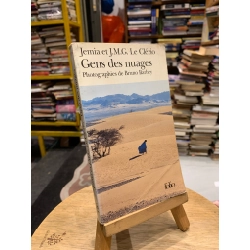 Jemia et J.M.G. Le Clézio
Gens des nuages
Photographies de Bruno Barbey
folio